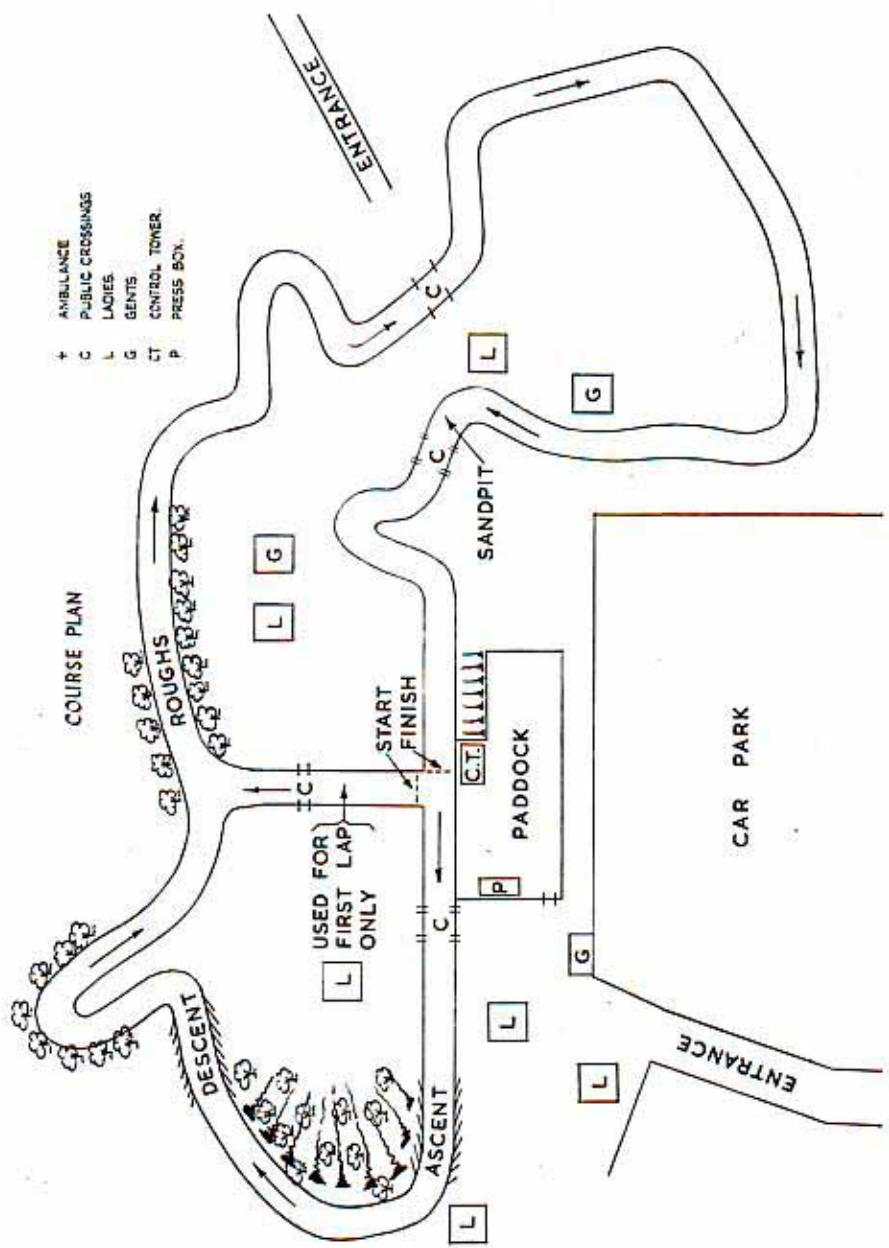 COURSE PLAN
+ AMBULANCE
C PUBLIC CROSSINGS
L LADIES.
G GENTS.
CT CONTROL TOWER.
P PRESS BOX.
ENTRANCE
ROUGHS
DESCENT
ASCENT
C
USED FOR
FIRST LAP
ONLY
START
FINISH
L
G
L
C
C
C
SANDPIT
L
G
C.T.
P
PADDOCK
L
L
L
G
CAR PARK
ENTRANCE